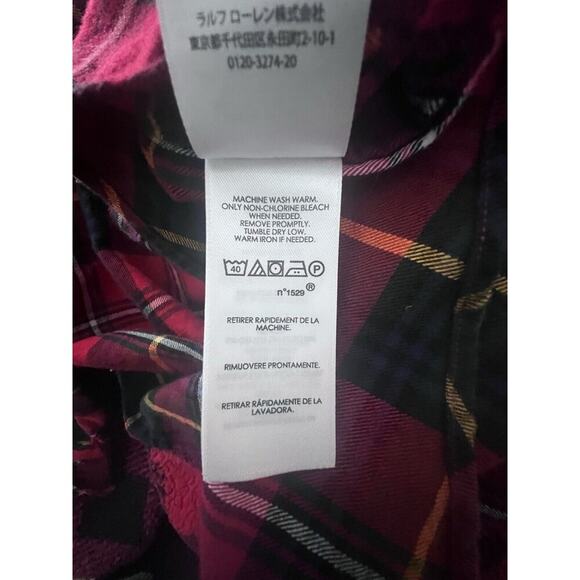 ラルフ ローレン株式会社
東京都千代田区永田町2-10-1
0120-3274-20
MACHINE WASH WARM.
ONLY NON-CHLORINE BLEACH
WHEN NEEDED.
REMOVE PROMPTLY.
TUMBLE DRY LOW.
WARM IRON IF NEEDED.
40 P
n°1529®
RETIRER RAPIDEMENT DE LA
MACHINE.
RIMUOVERE PRONTAMENTE.
RETIRAR RÁPIDAMENTE DE LA
LAVADORA.